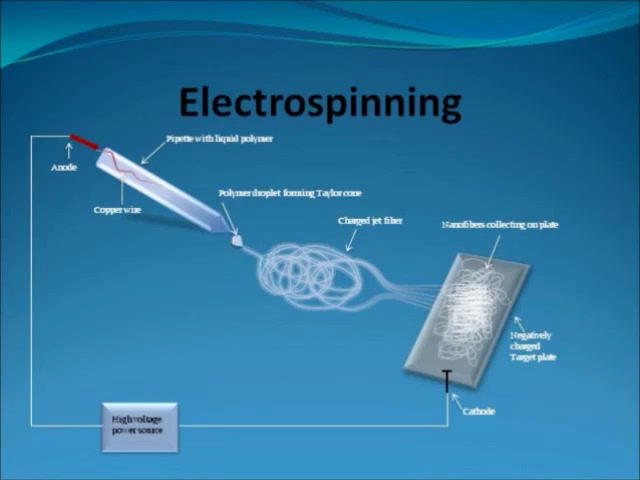 Electrospinning
Pipette with liquid polymer
Anode
Copper wire
Polymer droplet forming Taylor cone
Charged jet fiber
Nanofibers collecting on plate
Negatively
charged
Target plate
Cathode
High voltage
power source